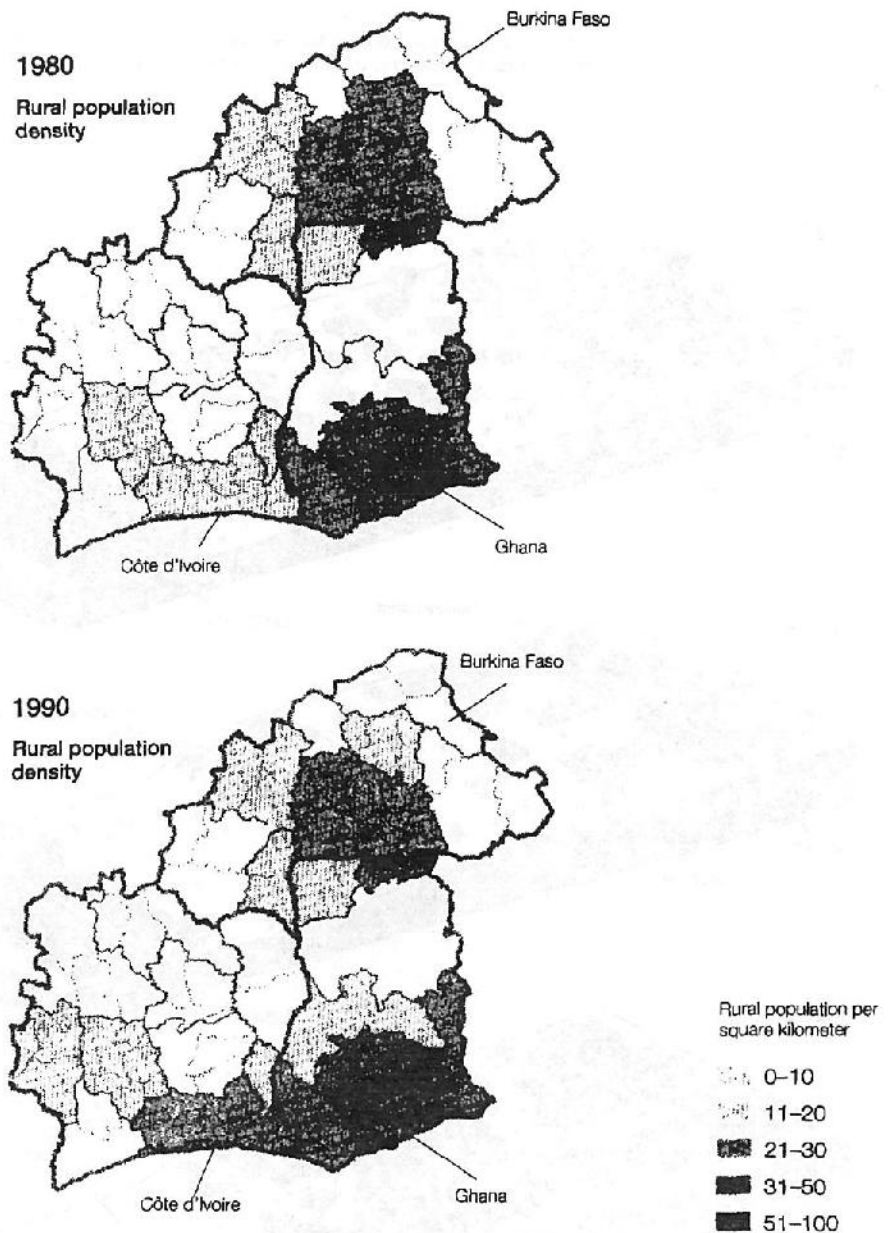 Burkina Faso
1980
Rural population
density
Ghana
Côte d'Ivoire
Burkina Faso
1990
Rural population
density
Rural population per
square kilometer
0–10
11–20
21–30
31–50
51–100
Ghana
Côte d'Ivoire